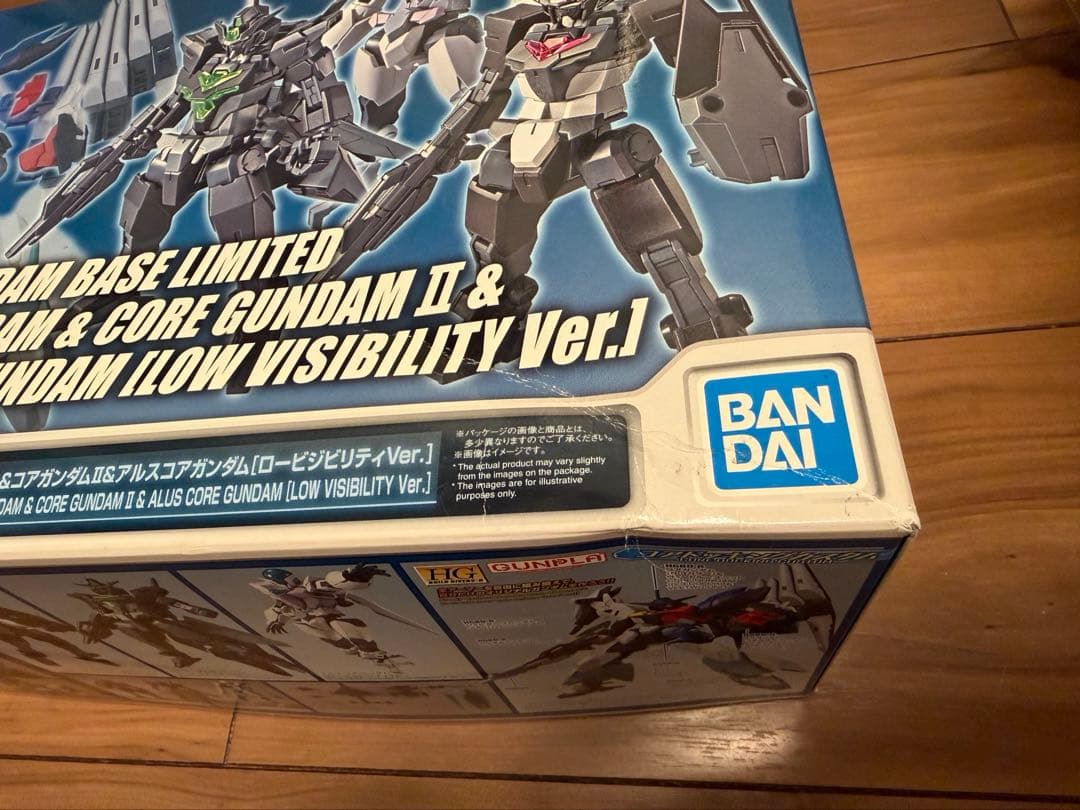 DAM BASE LIMITED
AM & CORE GUNDAM II &
UNDAM [LOW VISIBILITY Ver.]
BAN
DAI
&コアガンダムII&アルスコアガンダム[ロービジビリティVer.]
DAM & CORE GUNDAM II & ALUS CORE GUNDAM [LOW VISIBILITY Ver.]
※パッケージの画像と商品とは、
多少異なりますのでご了承ください。
※画像はイメージです。
* The actual product may vary slightly
from the images on the package.
* The images are for illustrative
purposes only.
HG
GUNPLA